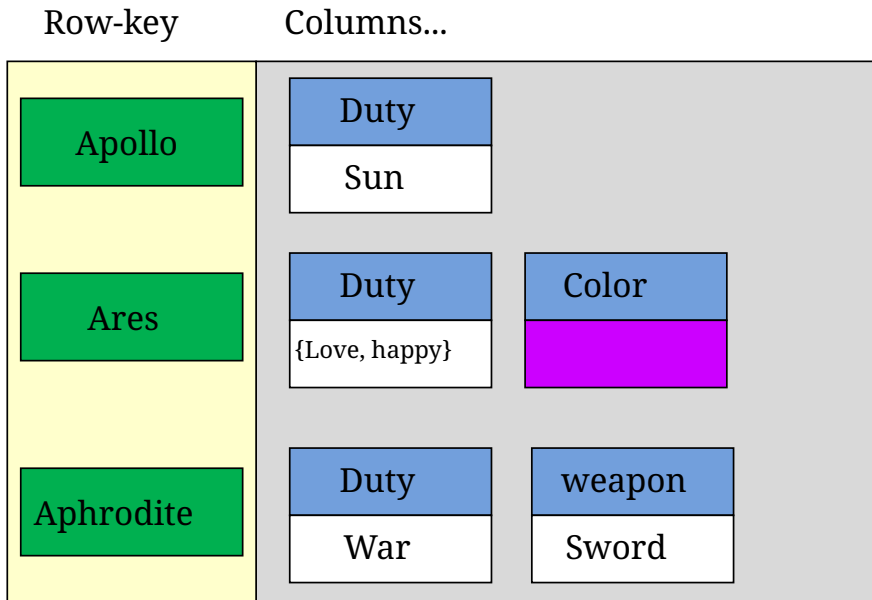 Row-key Columns...
Apollo
Duty
Sun
Ares
Duty Color
{Love, happy}
Aphrodite
Duty weapon
War Sword